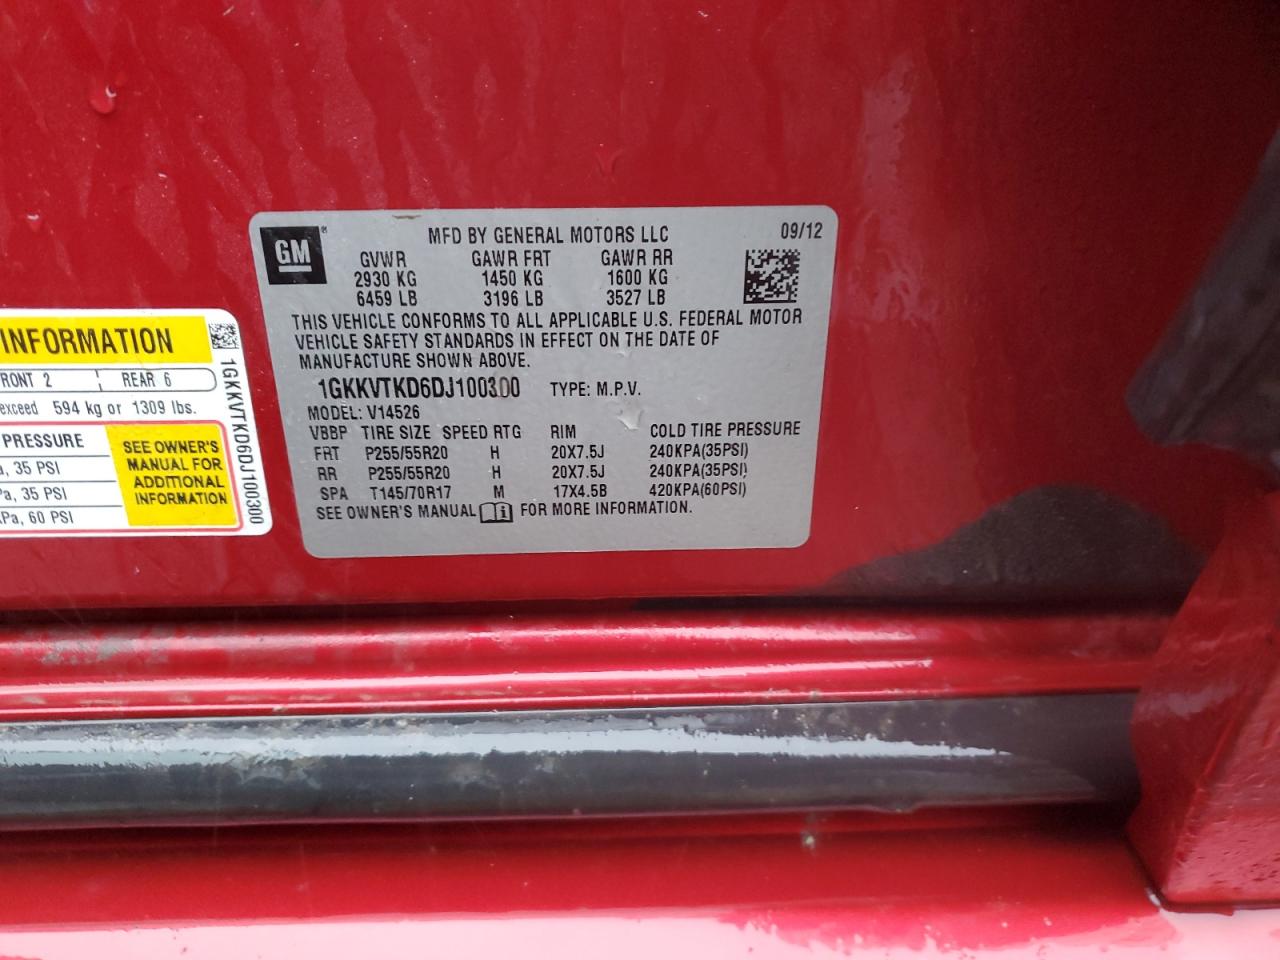 GM ®
MFD BY GENERAL MOTORS LLC 09/12
GVWR GAWR FRT GAWR RR
2930 KG 1450 KG 1600 KG
6459 LB 3196 LB 3527 LB
THIS VEHICLE CONFORMS TO ALL APPLICABLE U.S. FEDERAL MOTOR
VEHICLE SAFETY STANDARDS IN EFFECT ON THE DATE OF
MANUFACTURE SHOWN ABOVE.
1GKKVTKD6DJ100300 TYPE: M.P.V.
MODEL: V14526
VBBP TIRE SIZE SPEED RTG RIM COLD TIRE PRESSURE
FRT P255/55R20 H 20X7.5J 240KPA(35PSI)
RR P255/55R20 H 20X7.5J 240KPA(35PSI)
SPA T145/70R17 M 17X4.5B 420KPA(60PSI)
SEE OWNER'S MANUAL FOR MORE INFORMATION.
INFORMATION
RONT 2 REAR 6
exceed 594 kg or 1309 lbs.
PRESSURE
a, 35 PSI
Pa, 35 PSI
kPa, 60 PSI
SEE OWNER'S
MANUAL FOR
ADDITIONAL
INFORMATION
1GKKVTKD6DJ100300